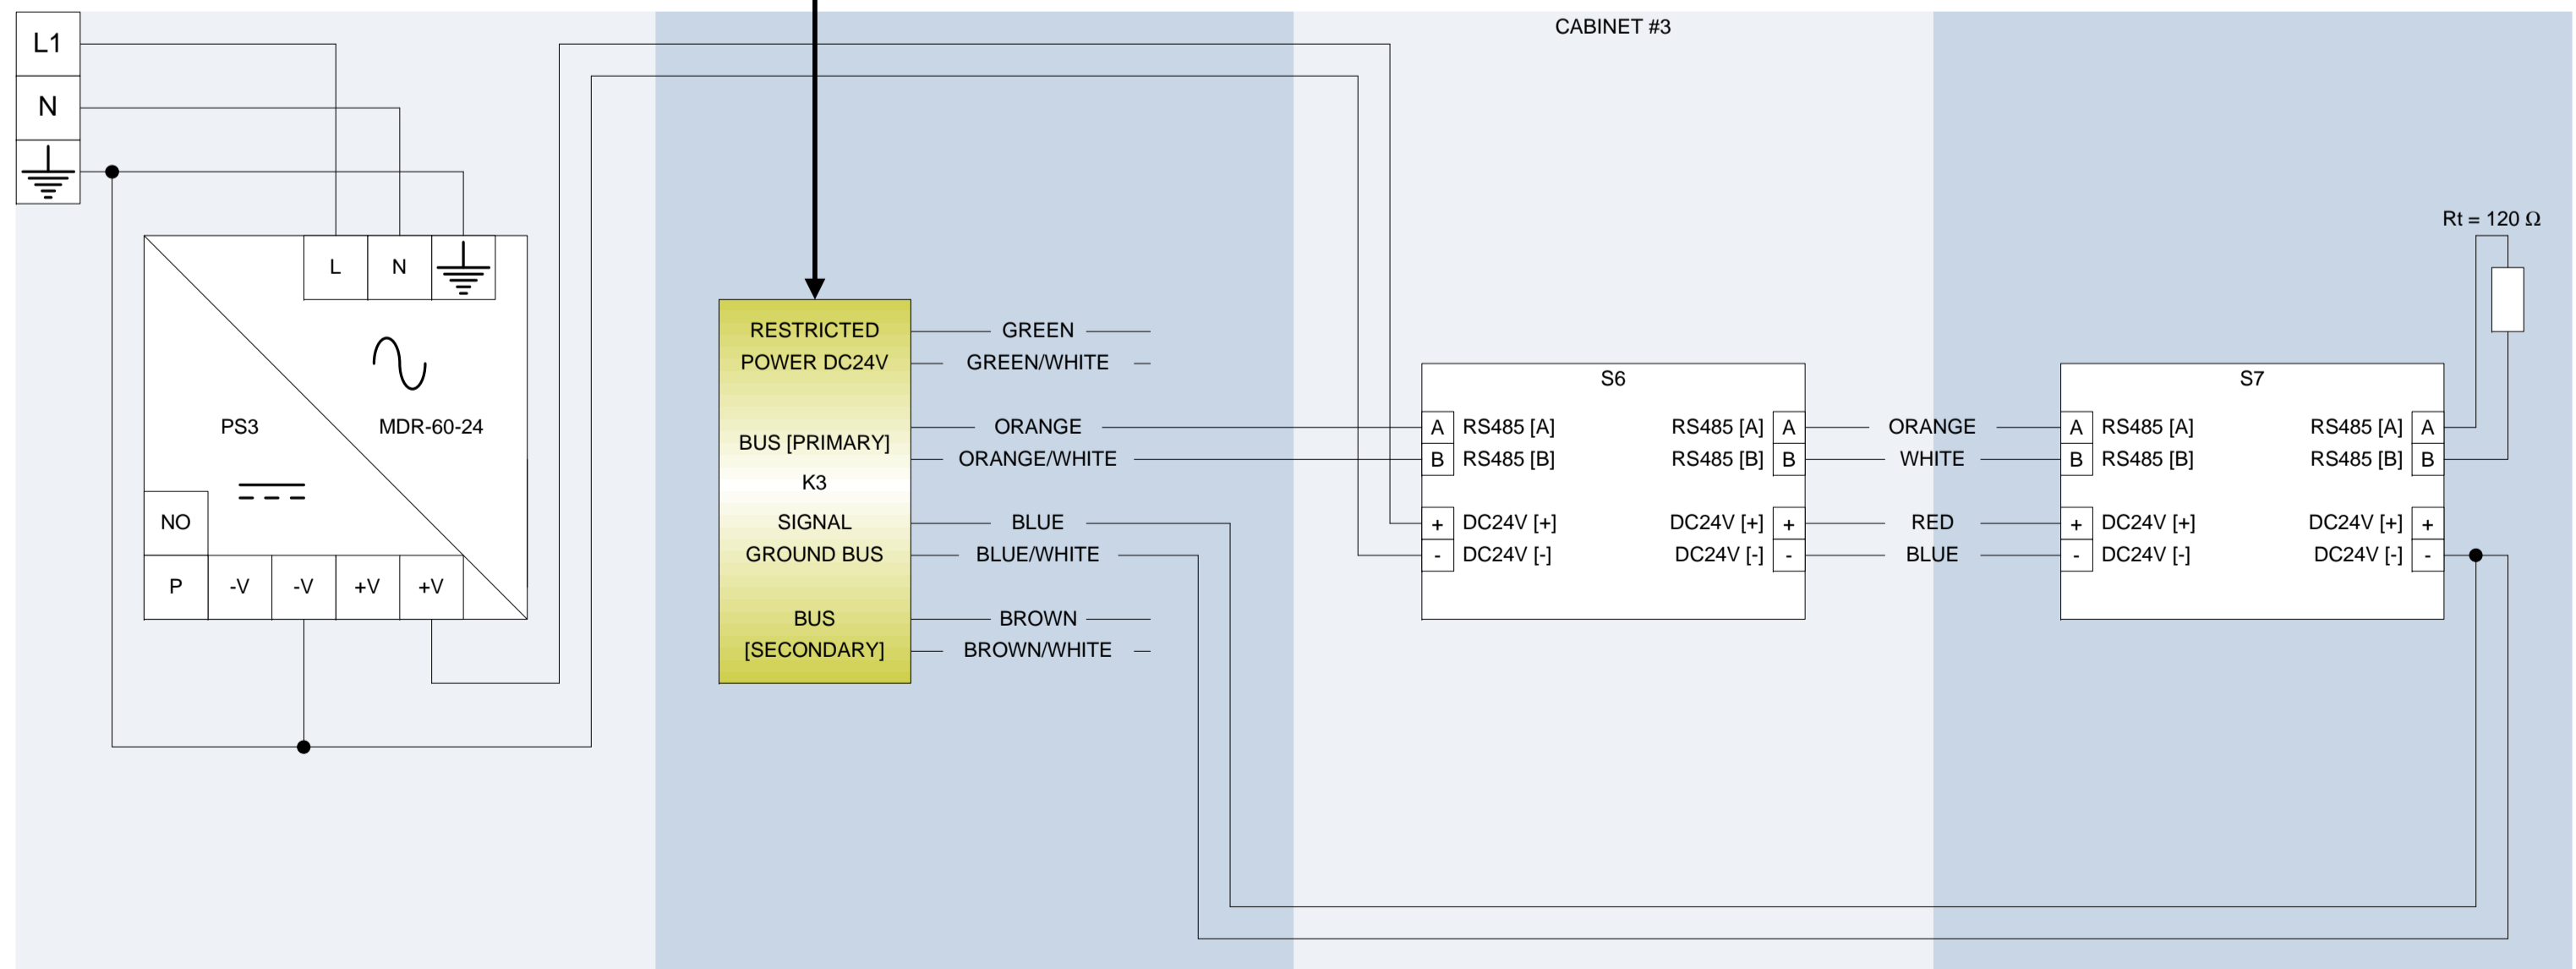 CABINET #3
L1
N
Rt = 120 Ω
L N
PS3
MDR-60-24
NO
P -V -V +V +V
RESTRICTED GREEN
POWER DC24V GREEN/WHITE
BUS [PRIMARY]
ORANGE
ORANGE/WHITE
K3
SIGNAL BLUE
GROUND BUS BLUE/WHITE
BUS BROWN
[SECONDARY] BROWN/WHITE
S6
A RS485 [A] RS485 [A] A
B RS485 [B] RS485 [B] B
+ DC24V [+] DC24V [+] +
- DC24V [-] DC24V [-] -
ORANGE
WHITE
RED
BLUE
S7
A RS485 [A] RS485 [A] A
B RS485 [B] RS485 [B] B
+ DC24V [+] DC24V [+] +
- DC24V [-] DC24V [-] -